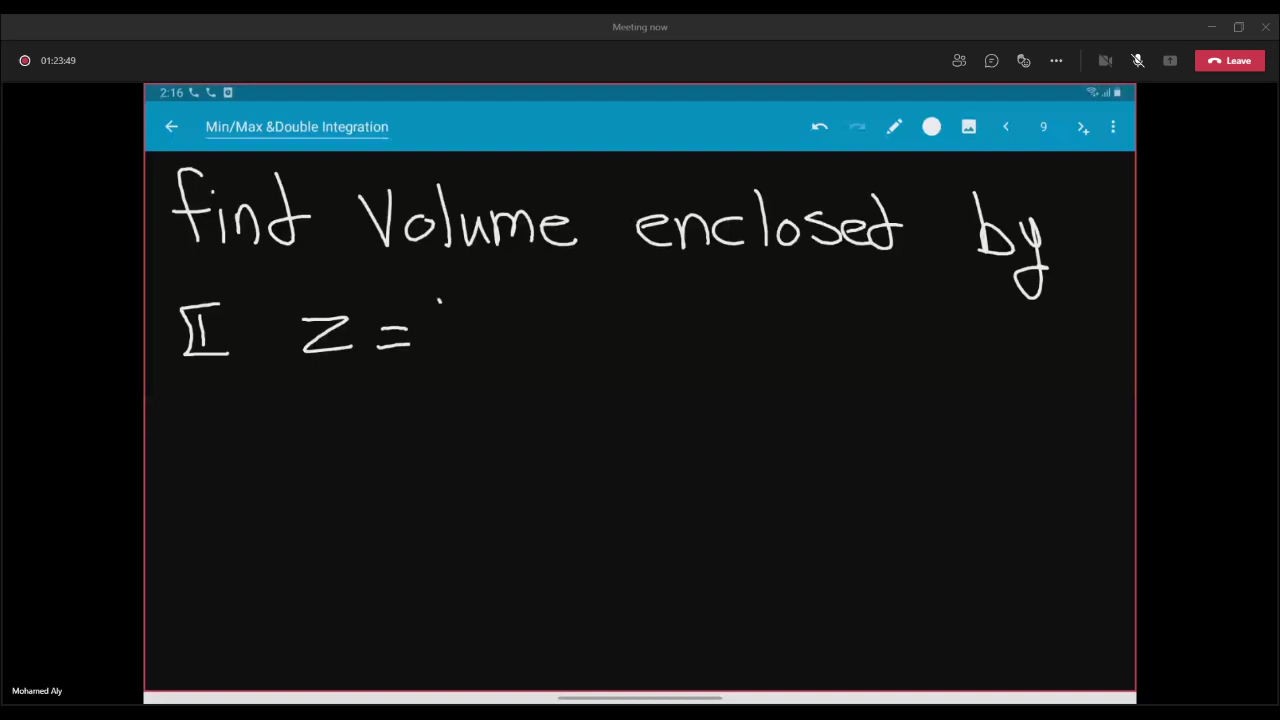 Meeting now
01:23:49
Leave
2:16
Min/Max &Double Integration
9
find Volume enclosed by
I z =
Mohamed Aly